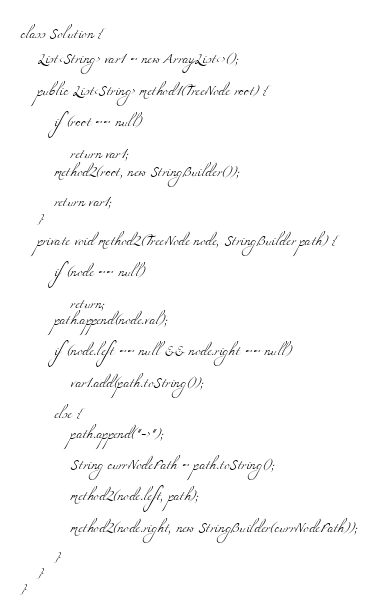 class Solution {
List<String> var1 = new ArrayList<>();
public List<String> method1(TreeNode root) {
if (root == null)
return var1;
method2(root, new StringBuilder());
return var1;
}
private void method2(TreeNode node, StringBuilder path) {
if (node == null)
return;
path.append(node.val);
if (node.left == null && node.right == null)
var1.add(path.toString());
else {
path.append("->");
String currNodePath = path.toString();
method2(node.left, path);
method2(node.right, new StringBuilder(currNodePath));
}
}
}